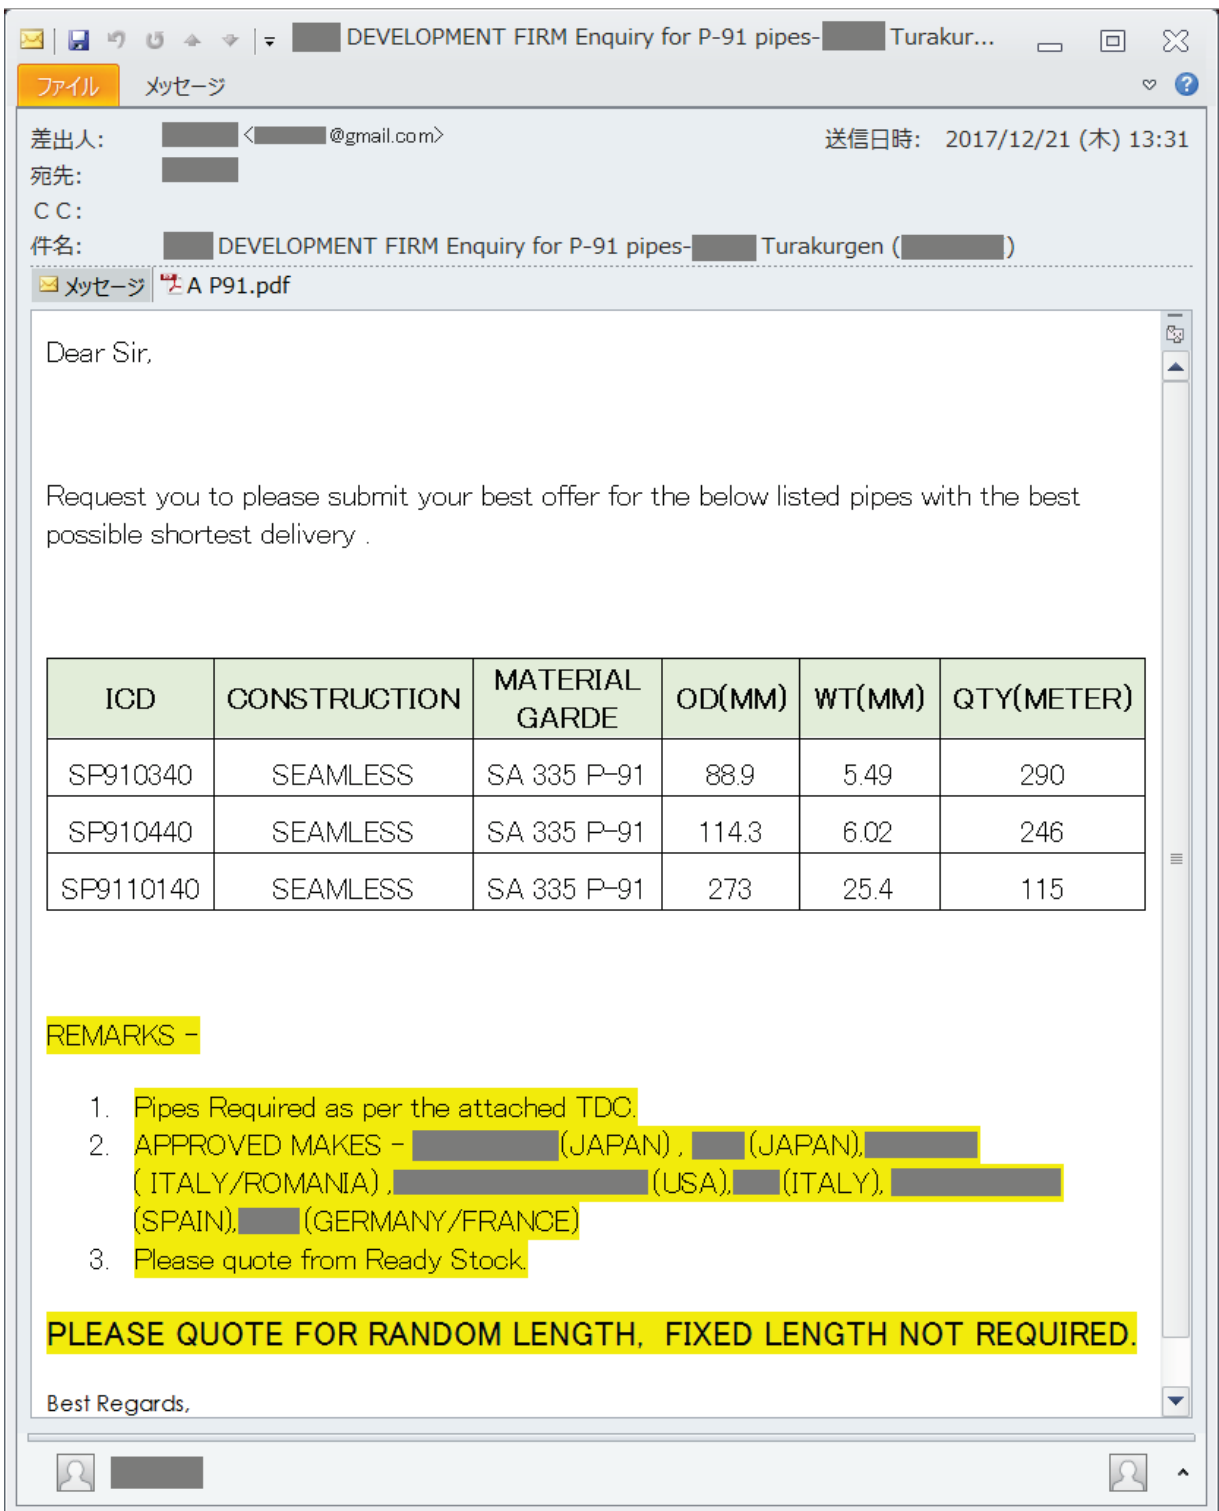 DEVELOPMENT FIRM Enquiry for P-91 pipes- Turakur...
ファイル メッセージ
差出人: < @gmail.com> 送信日時: 2017/12/21 (木) 13:31
宛先:
CC:
件名: DEVELOPMENT FIRM Enquiry for P-91 pipes- Turakurgen ( )
メッセージ A P91.pdf
Dear Sir,
Request you to please submit your best offer for the below listed pipes with the best
possible shortest delivery .
ICD CONSTRUCTION MATERIAL GARDE OD(MM) WT(MM) QTY(METER)
SP910340 SEAMLESS SA 335 P-91 88.9 5.49 290
SP910440 SEAMLESS SA 335 P-91 114.3 6.02 246
SP9110140 SEAMLESS SA 335 P-91 273 25.4 115
REMARKS -
1. Pipes Required as per the attached TDC.
2. APPROVED MAKES - (JAPAN) , (JAPAN),
( ITALY/ROMANIA) , (USA), (ITALY),
(SPAIN), (GERMANY/FRANCE)
3. Please quote from Ready Stock.
PLEASE QUOTE FOR RANDOM LENGTH, FIXED LENGTH NOT REQUIRED.
Best Regards,